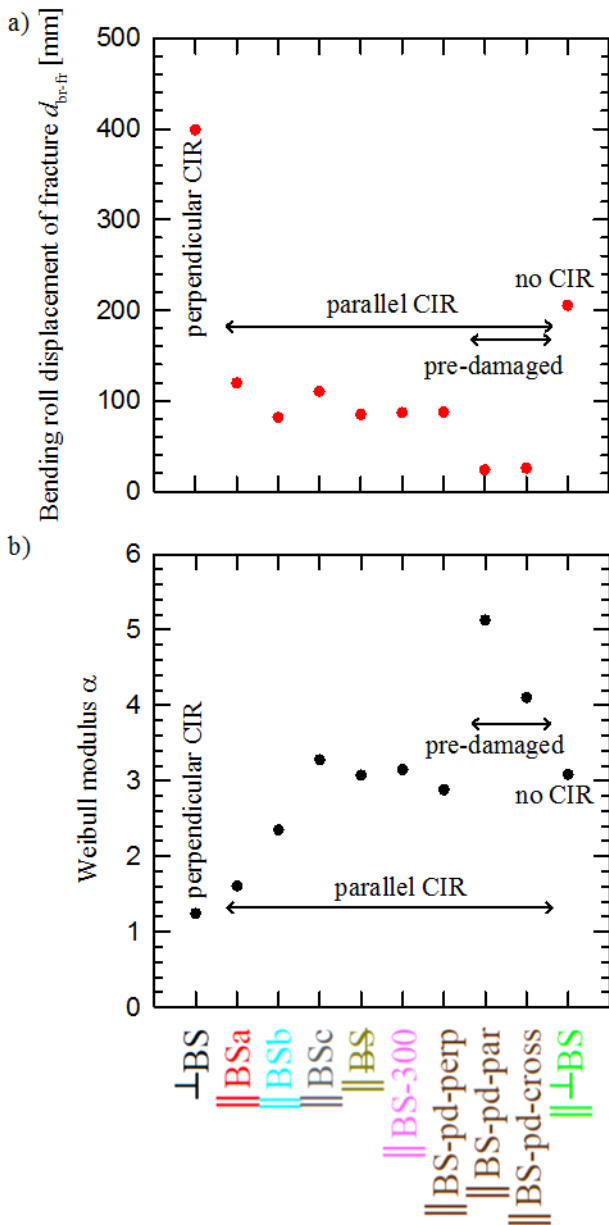 a)
Bending roll displacement of fracture d_br-fr [mm]
500
400
300
200
100
0
perpendicular CIR
parallel CIR
no CIR
pre-damaged
b)
Weibull modulus α
6
5
4
3
2
1
0
perpendicular CIR
pre-damaged
no CIR
parallel CIR
⊥BS
||BSa
||BSb
||BSc
||BS
||BS-300
||BS-pd-perp
||BS-pd-par
||BS-pd-cross
||⊥BS